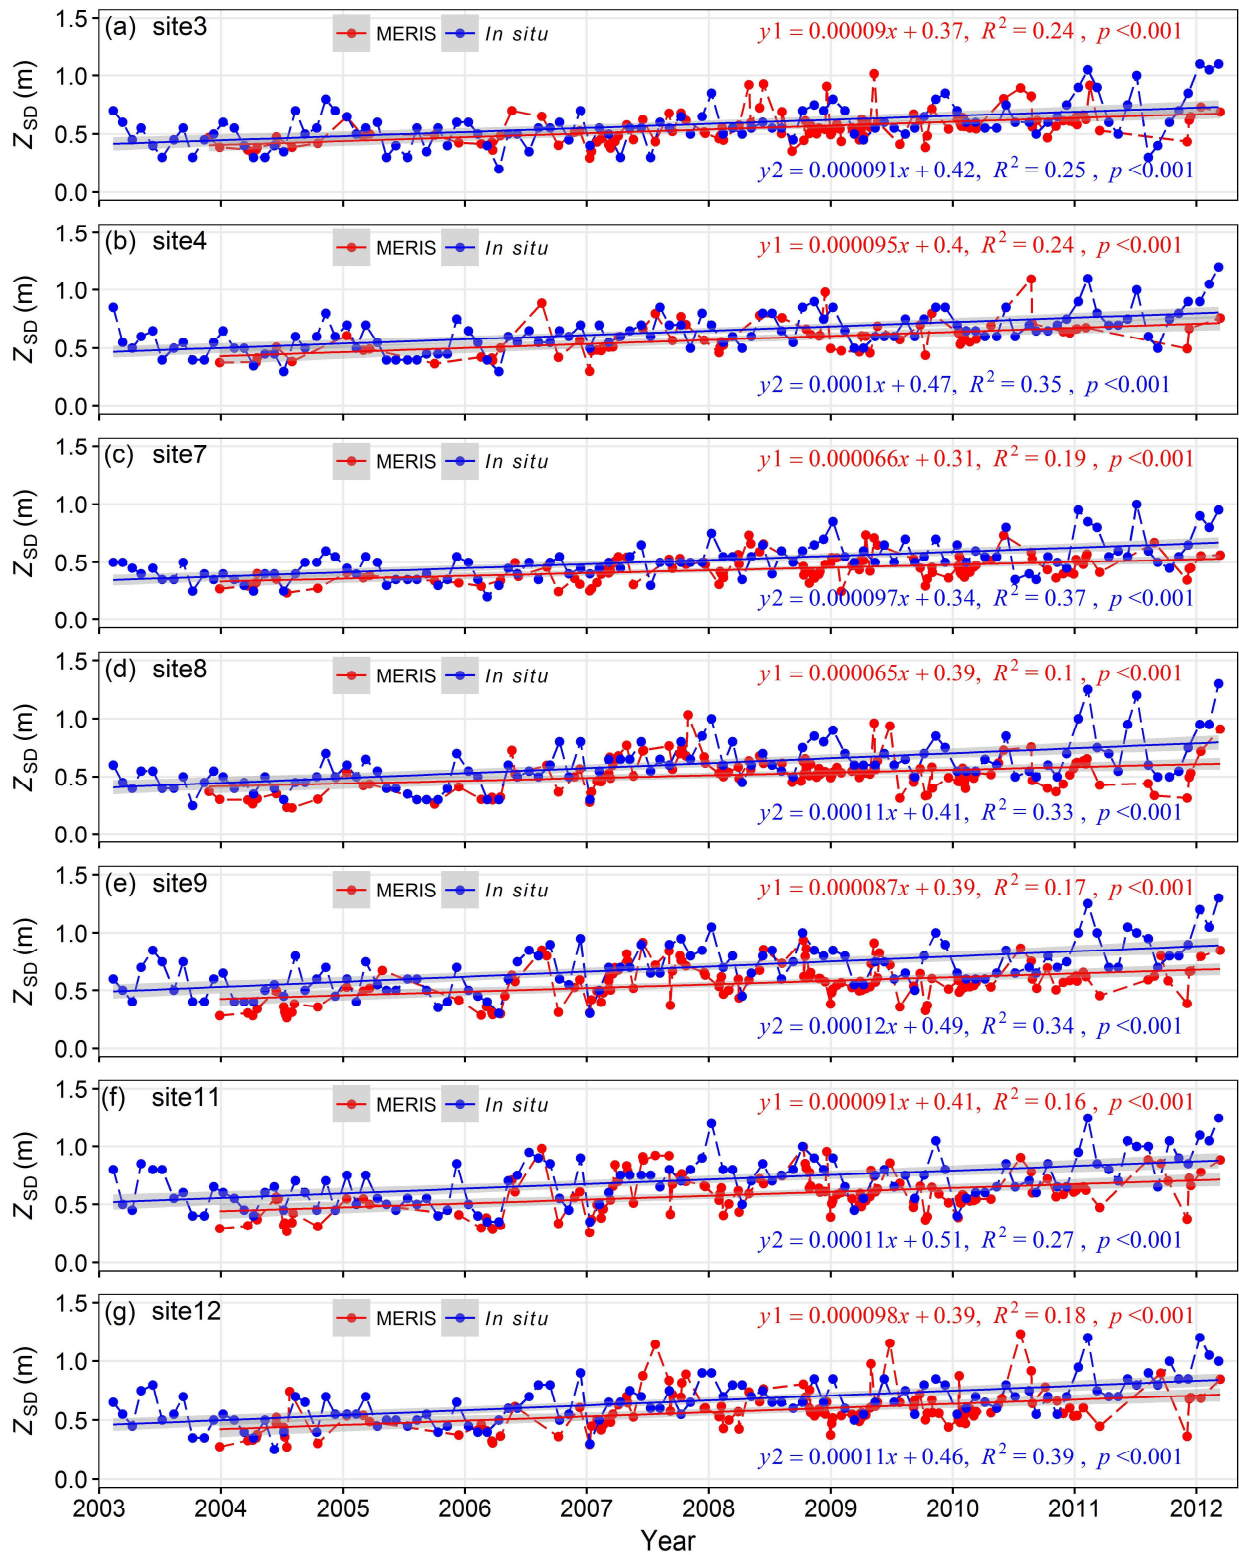 (a) site3 MERIS In situ y1 = 0.00009x + 0.37, R² = 0.24 , p <0.001
1.5
1.0
0.5
0.0
Z_SD (m)
y2 = 0.000091x + 0.42, R² = 0.25 , p <0.001
(b) site4 MERIS In situ y1 = 0.000095x + 0.4, R² = 0.24 , p <0.001
1.5
1.0
0.5
0.0
Z_SD (m)
y2 = 0.0001x + 0.47, R² = 0.35 , p <0.001
(c) site7 MERIS In situ y1 = 0.000066x + 0.31, R² = 0.19 , p <0.001
1.5
1.0
0.5
0.0
Z_SD (m)
y2 = 0.000097x + 0.34, R² = 0.37 , p <0.001
(d) site8 MERIS In situ y1 = 0.000065x + 0.39, R² = 0.1 , p <0.001
1.5
1.0
0.5
0.0
Z_SD (m)
y2 = 0.00011x + 0.41, R² = 0.33 , p <0.001
(e) site9 MERIS In situ y1 = 0.000087x + 0.39, R² = 0.17 , p <0.001
1.5
1.0
0.5
0.0
Z_SD (m)
y2 = 0.00012x + 0.49, R² = 0.34 , p <0.001
(f) site11 MERIS In situ y1 = 0.000091x + 0.41, R² = 0.16 , p <0.001
1.5
1.0
0.5
0.0
Z_SD (m)
y2 = 0.00011x + 0.51, R² = 0.27 , p <0.001
(g) site12 MERIS In situ y1 = 0.000098x + 0.39, R² = 0.18 , p <0.001
1.5
1.0
0.5
0.0
Z_SD (m)
y2 = 0.00011x + 0.46, R² = 0.39 , p <0.001
2003 2004 2005 2006 2007 2008 2009 2010 2011 2012
Year